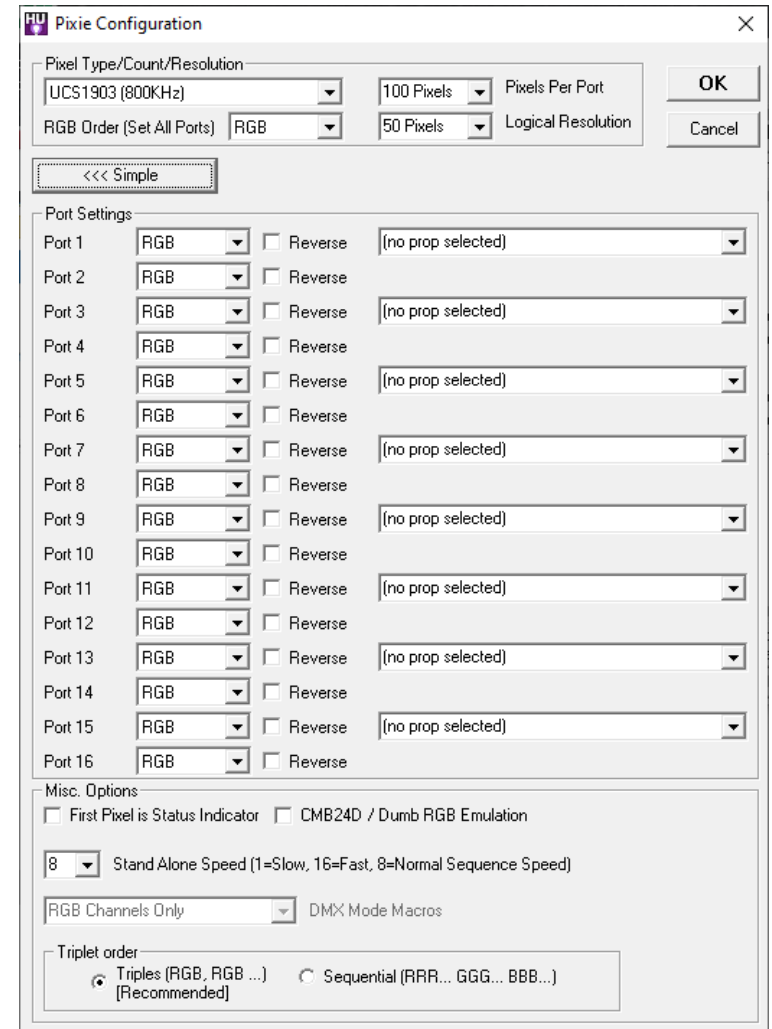 HU Pixie Configuration
Pixel Type/Count/Resolution
UCS1903 (800KHz) 100 Pixels Pixels Per Port OK
RGB Order (Set All Ports) RGB 50 Pixels Logical Resolution Cancel
<<< Simple
Port Settings
Port 1 RGB Reverse (no prop selected)
Port 2 RGB Reverse
Port 3 RGB Reverse (no prop selected)
Port 4 RGB Reverse
Port 5 RGB Reverse (no prop selected)
Port 6 RGB Reverse
Port 7 RGB Reverse (no prop selected)
Port 8 RGB Reverse
Port 9 RGB Reverse (no prop selected)
Port 10 RGB Reverse
Port 11 RGB Reverse (no prop selected)
Port 12 RGB Reverse
Port 13 RGB Reverse (no prop selected)
Port 14 RGB Reverse
Port 15 RGB Reverse (no prop selected)
Port 16 RGB Reverse
Misc. Options
First Pixel is Status Indicator CMB24D / Dumb RGB Emulation
8 Stand Alone Speed (1=Slow, 16=Fast, 8=Normal Sequence Speed)
RGB Channels Only DMX Mode Macros
Triplet order
Triples (RGB, RGB ...) Sequential (RRR... GGG... BBB...)
[Recommended]